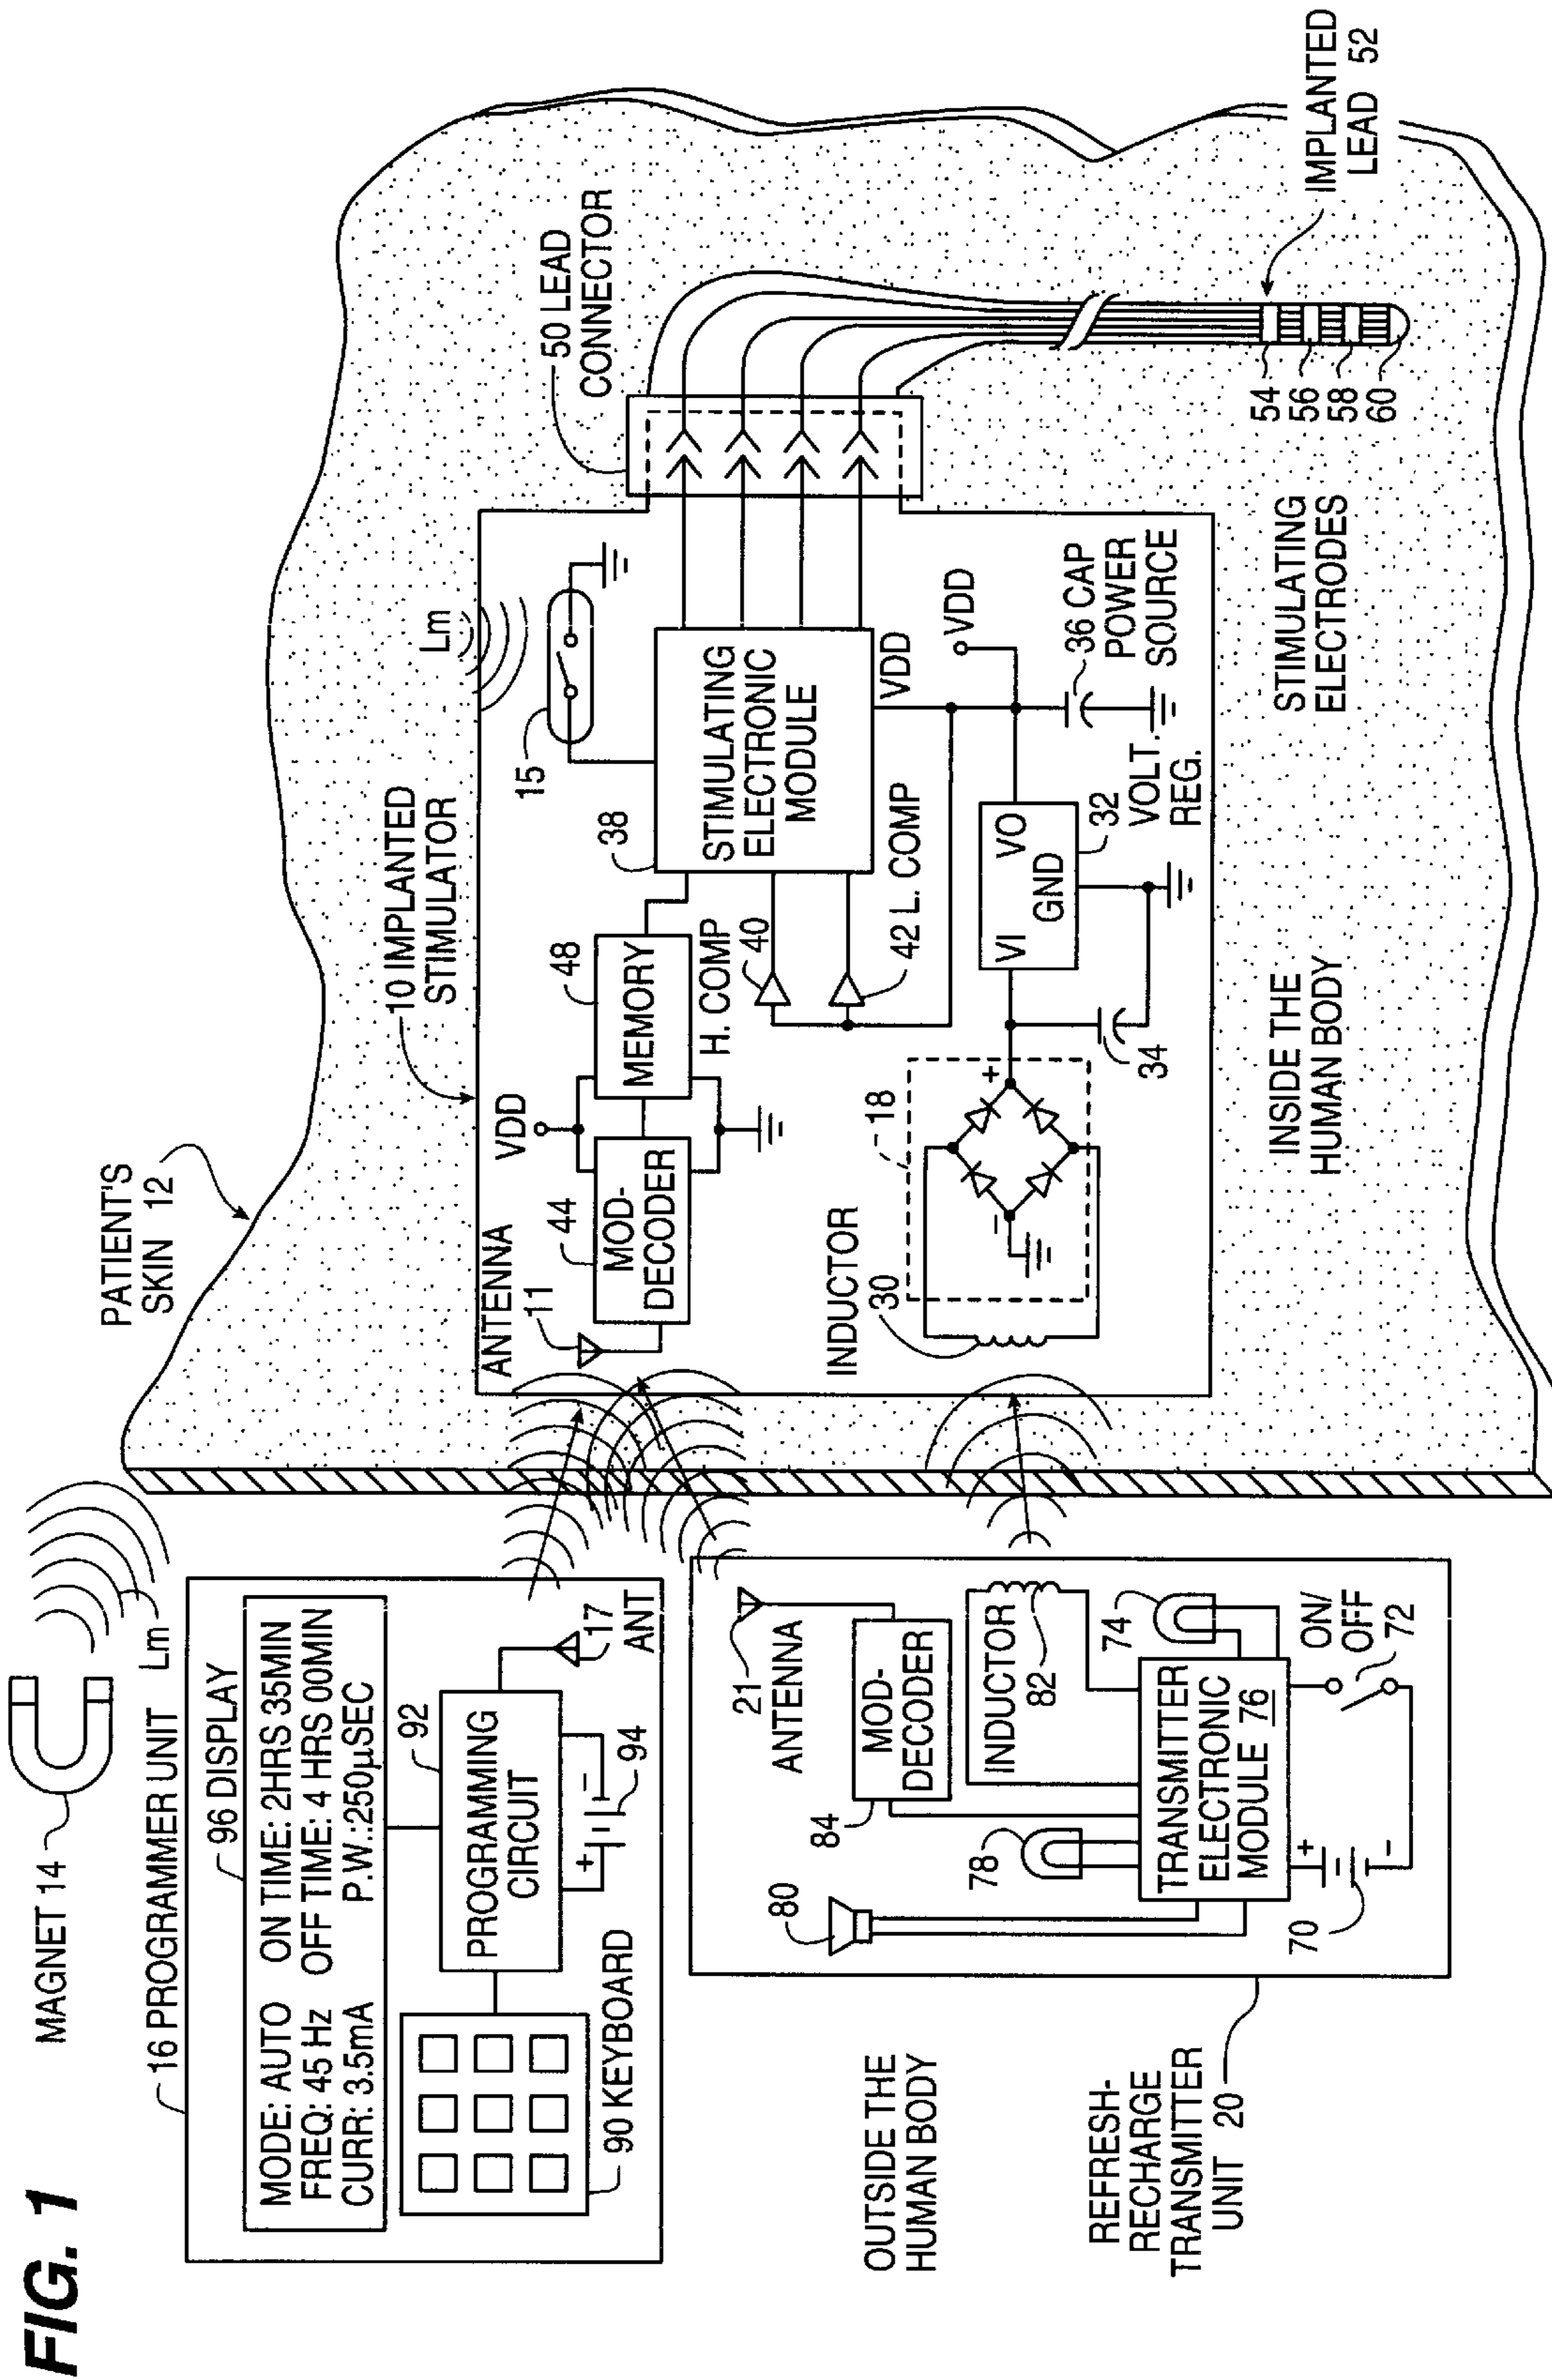 FIG. 1
MAGNET 14
Lm
16 PROGRAMMER UNIT
96 DISPLAY
MODE: AUTO ON TIME: 2HRS 35MIN
FREQ: 45 Hz OFF TIME: 4 HRS 00MIN
CURR: 3.5mA P.W.:250µSEC
92
PROGRAMMING
CIRCUIT
+
−
94
17
ANT
90 KEYBOARD
OUTSIDE THE
HUMAN BODY
REFRESH-
RECHARGE
TRANSMITTER
UNIT 20
21
ANTENNA
MOD-
DECODER
84
INDUCTOR
82
74
78
80
TRANSMITTER
ELECTRONIC
MODULE 76
ON/
OFF
72
+
−
70
PATIENT'S
SKIN 12
10 IMPLANTED
STIMULATOR
Lm
ANTENNA
11
44
MOD-
DECODER
VDD
48
MEMORY
H. COMP
40
42 L. COMP
38
STIMULATING
ELECTRONIC
MODULE
VDD
15
50 LEAD
CONNECTOR
INDUCTOR
30
18
+
−
34
VI
VO
GND
32
VOLT.
REG.
VDD
36 CAP
POWER
SOURCE
INSIDE THE
HUMAN BODY
STIMULATING
ELECTRODES
54
56
58
60
IMPLANTED
LEAD 52